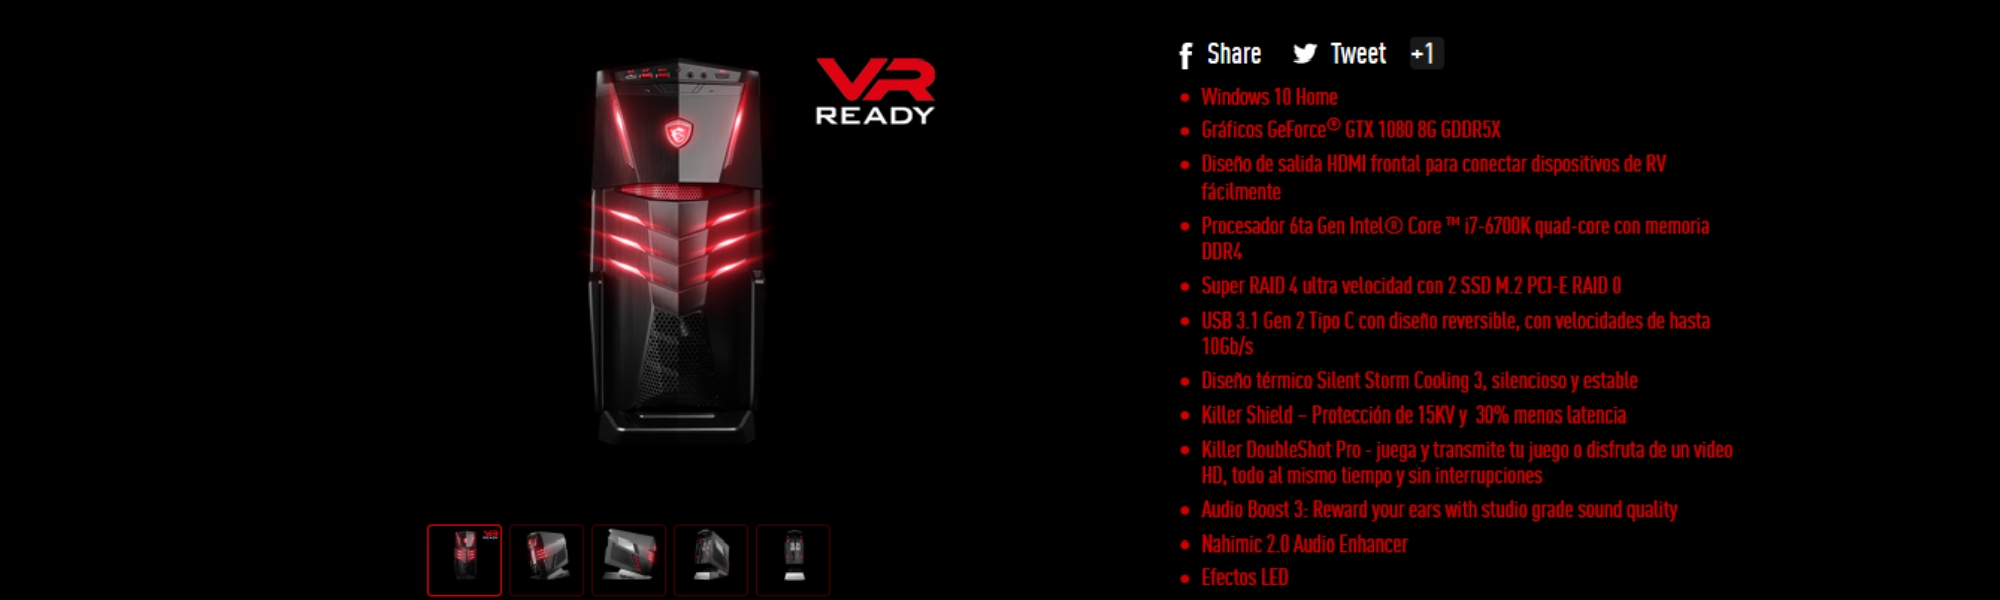 VR
READY
Share Tweet +1
Windows 10 Home
Gráficos GeForce® GTX 1080 8G GDDR5X
Diseño de salida HDMI frontal para conectar dispositivos de RV
fácilmente
Procesador 6ta Gen Intel® Core ™ i7-6700K quad-core con memoria
DDR4
Super RAID 4 ultra velocidad con 2 SSD M.2 PCI-E RAID 0
USB 3.1 Gen 2 Tipo C con diseño reversible, con velocidades de hasta
10Gb/s
Diseño térmico Silent Storm Cooling 3, silencioso y estable
Killer Shield – Protección de 15KV y 30% menos latencia
Killer DoubleShot Pro - juega y transmite tu juego o disfruta de un video
HD, todo al mismo tiempo y sin interrupciones
Audio Boost 3: Reward your ears with studio grade sound quality
Nahimic 2.0 Audio Enhancer
Efectos LED
VR
READY